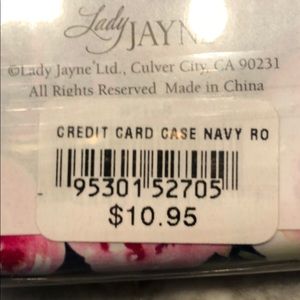 Lady JAYNE
©Lady Jayne Ltd., Culver City, CA 90231
All Rights Reserved Made in China
CREDIT CARD CASE NAVY RO
95301 52705
$10.95